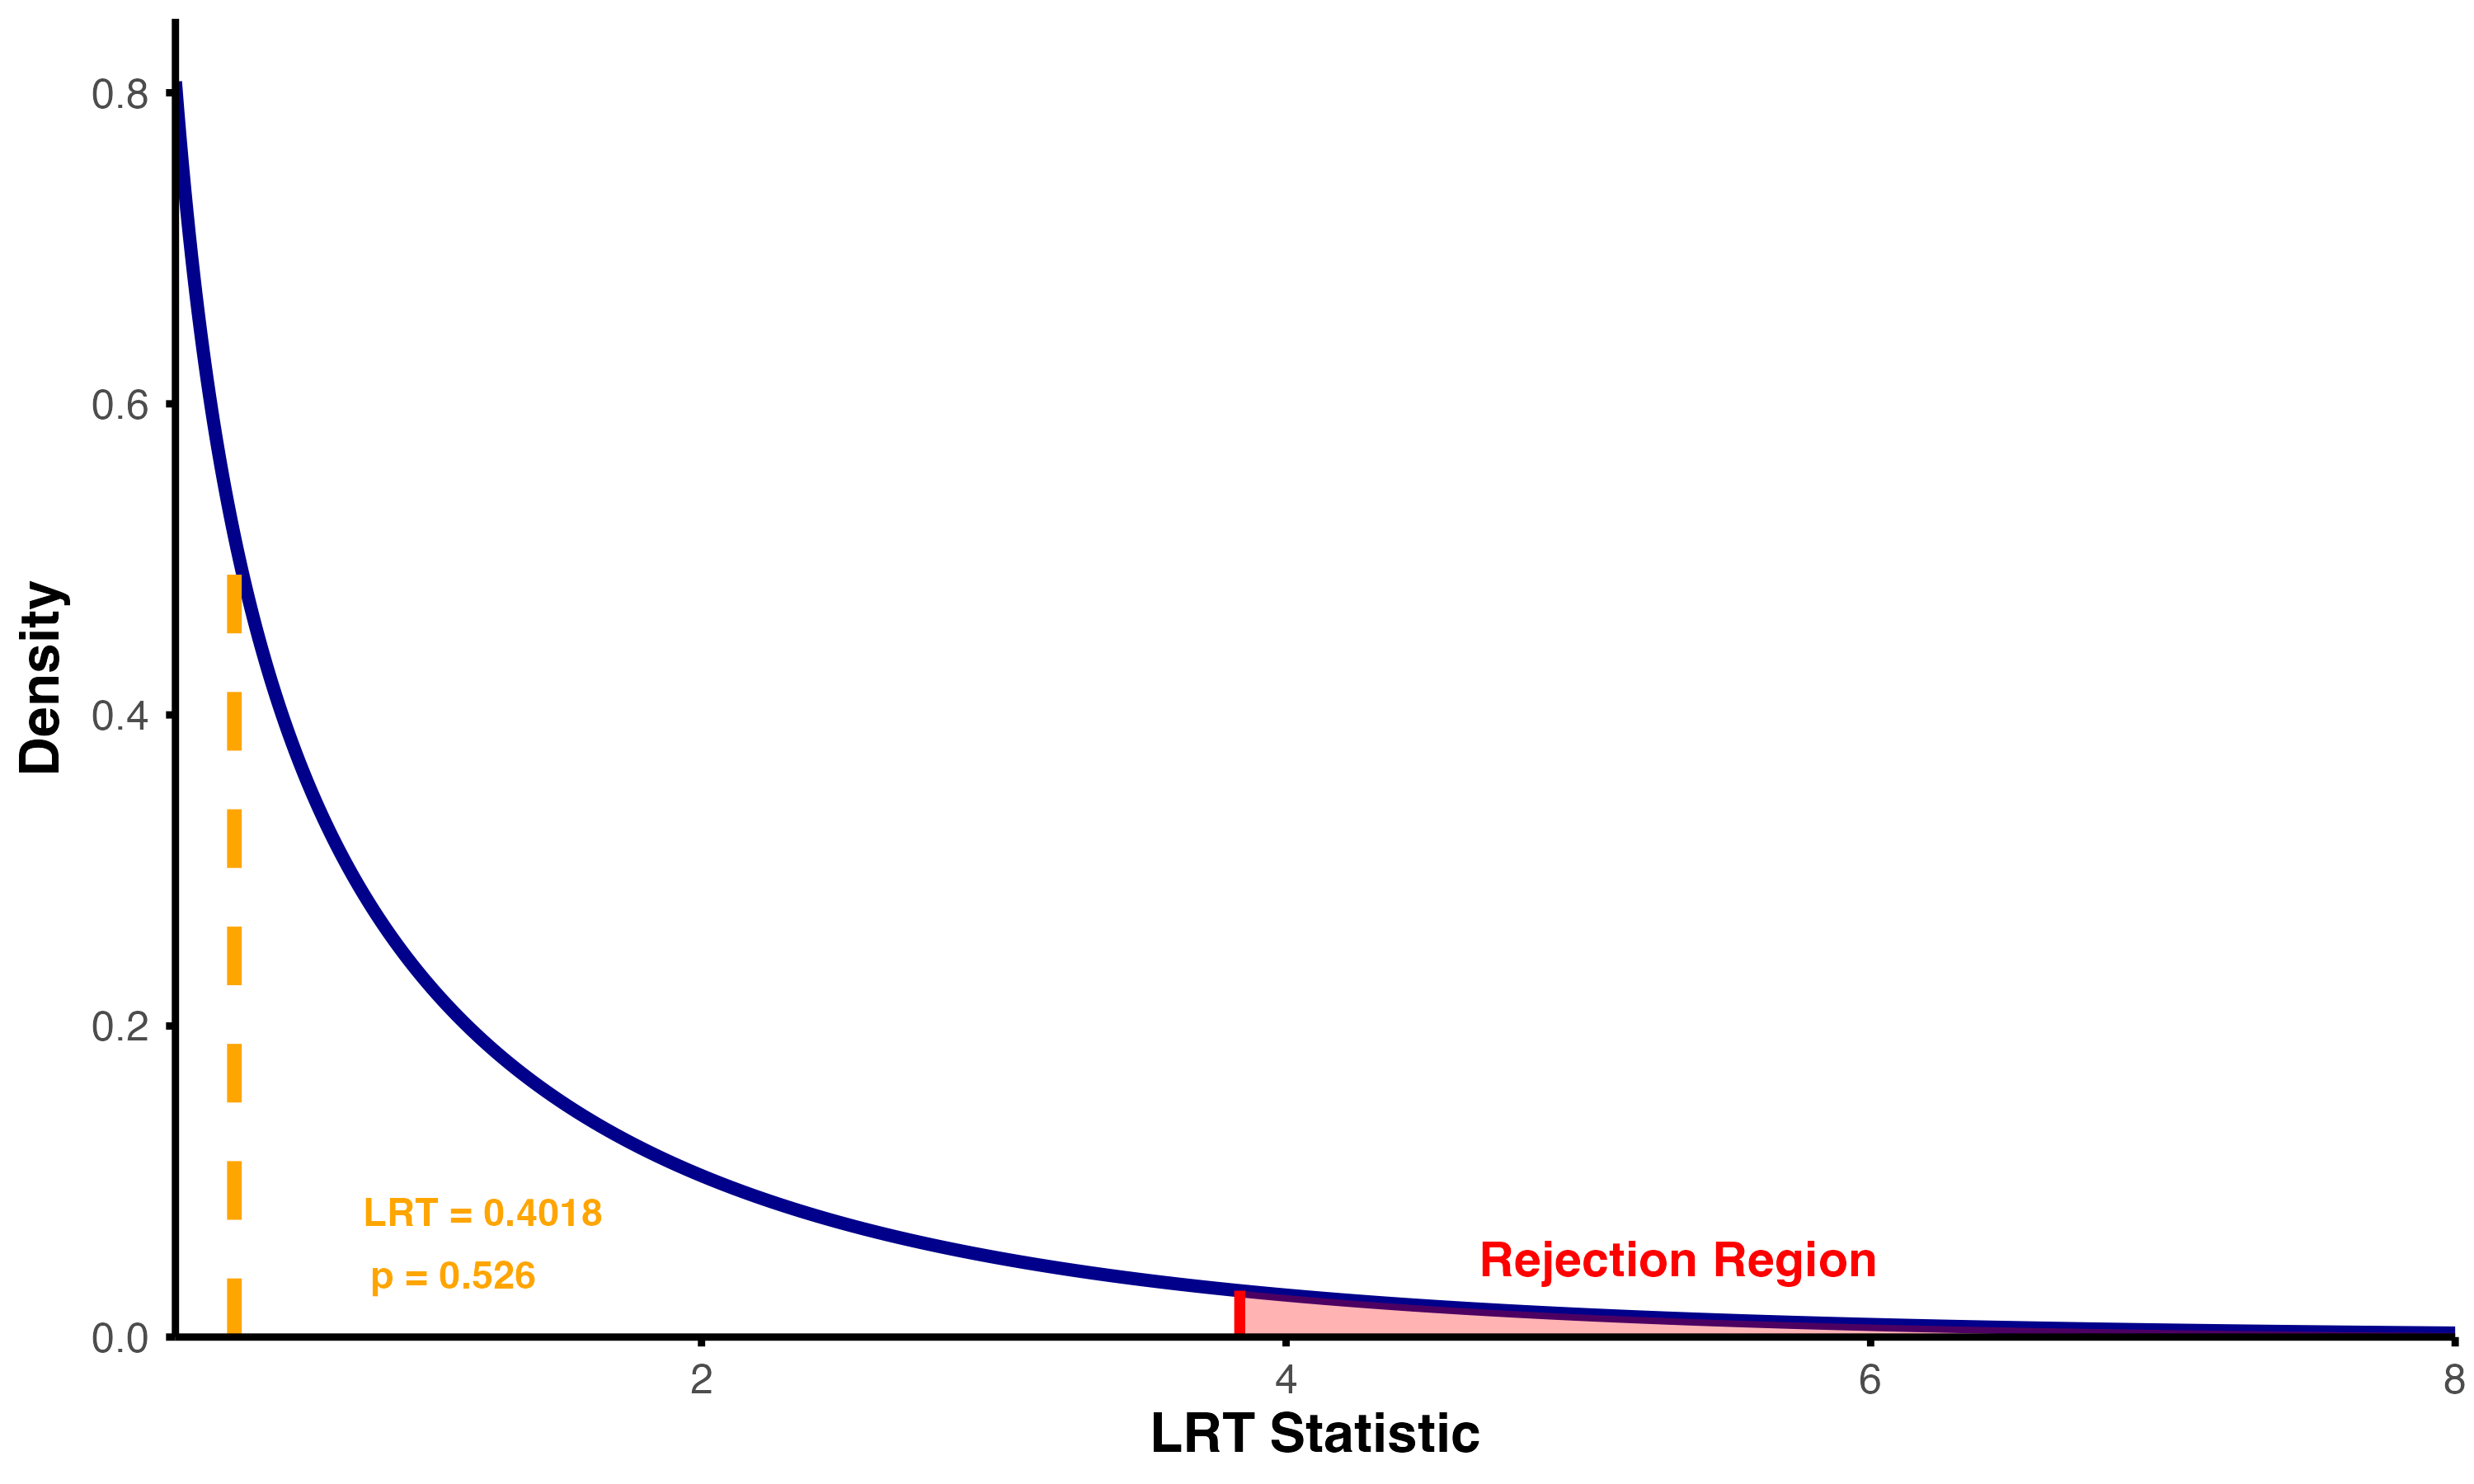 0.8
0.6
0.4
0.2
0.0
Density
LRT = 0.4018
p = 0.526
Rejection Region
2
4
6
8
LRT Statistic